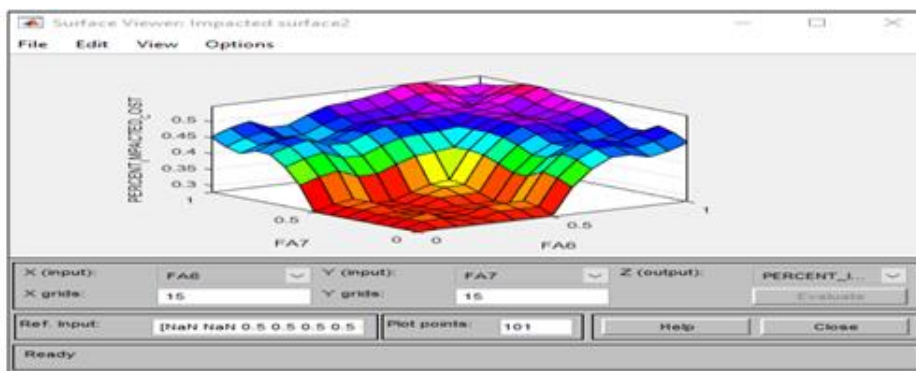 Surface Viewer: Impacted surface2
File Edit View Options
PERCENT_MPACTED_OST
0.5
0.45
0.4
0.35
0.3
1
0.5
0
0
0.5
1
FA7
FA6
X (input): FA6 Y (input): FA7 Z (output): PERCENT_I...
X grids: 15 Y grids: 15 Evaluate
Ref. Input: [NaN NaN 0.5 0.5 0.5 0.5 Plot points: 101 Help Close
Ready